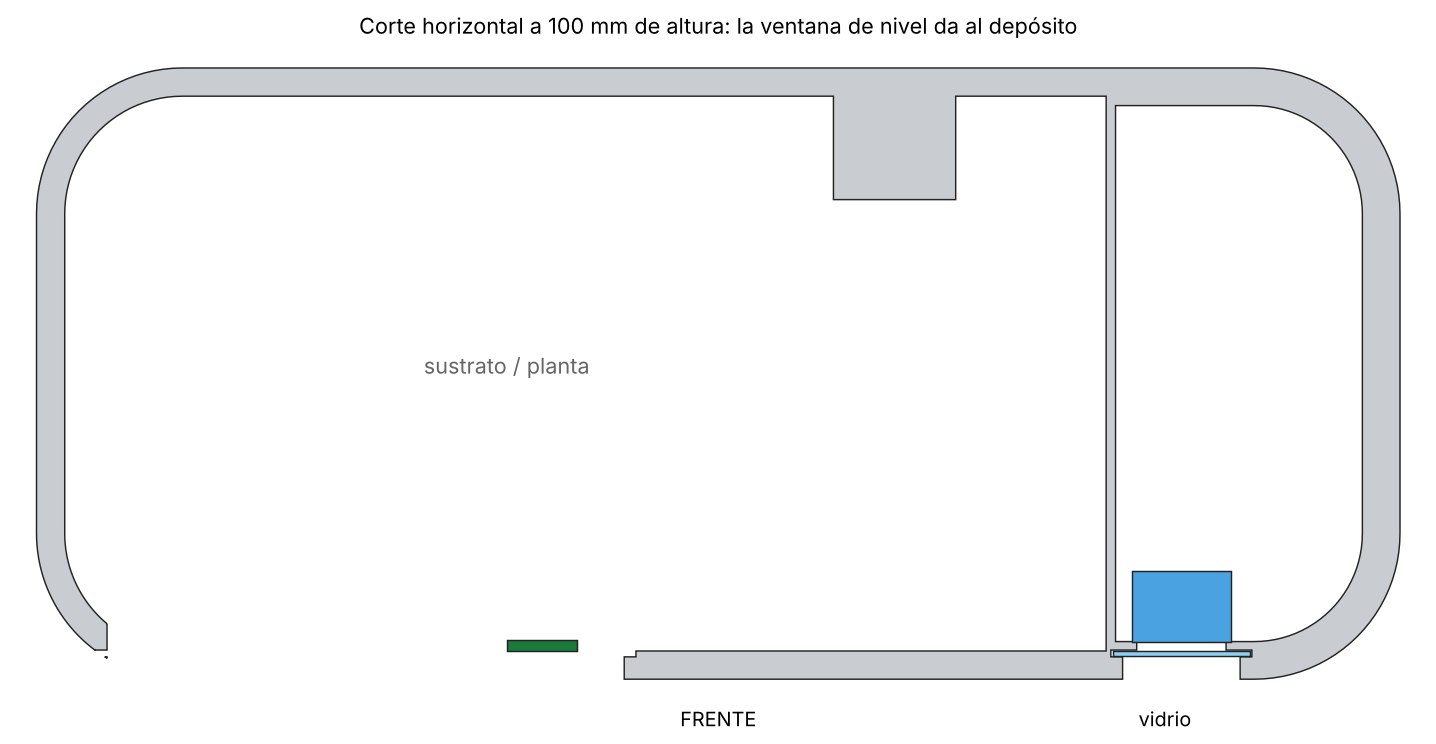 Corte horizontal a 100 mm de altura: la ventana de nivel da al depósito
sustrato / planta
FRENTE
vidrio